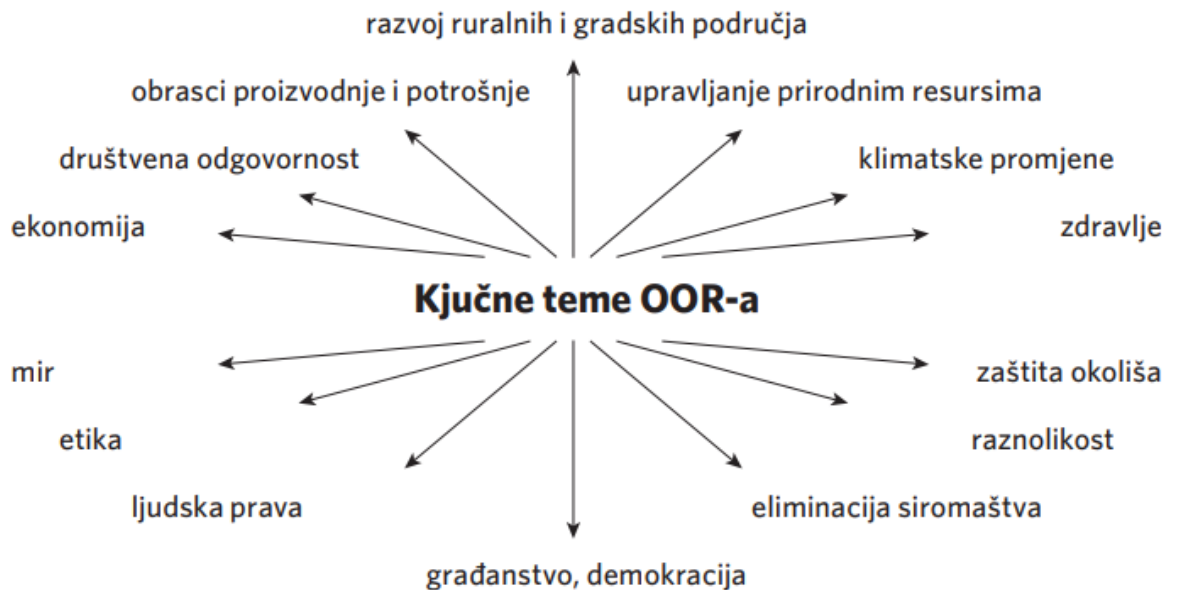 razvoj ruralnih i gradskih područja
obrasci proizvodnje i potrošnje
upravljanje prirodnim resursima
društvena odgovornost
klimatske promjene
ekonomija
zdravlje
Kjučne teme OOR-a
mir
zaštita okoliša
etika
raznolikost
ljudska prava
eliminacija siromaštva
građanstvo, demokracija